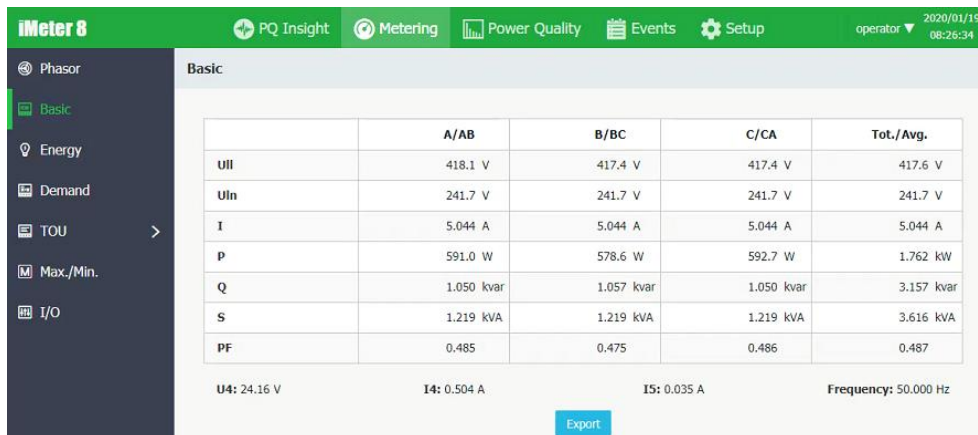 iMeter 8 PQ Insight Metering Power Quality Events Setup operator ▼ 2020/01/19
08:26:34
Phasor
Basic
Energy
Demand
TOU >
Max./Min.
I/O
Basic
A/AB B/BC C/CA Tot./Avg.
Ull 418.1 V 417.4 V 417.4 V 417.6 V
Uln 241.7 V 241.7 V 241.7 V 241.7 V
I 5.044 A 5.044 A 5.044 A 5.044 A
P 591.0 W 578.6 W 592.7 W 1.762 kW
Q 1.050 kvar 1.057 kvar 1.050 kvar 3.157 kvar
S 1.219 kVA 1.219 kVA 1.219 kVA 3.616 kVA
PF 0.485 0.475 0.486 0.487
U4: 24.16 V I4: 0.504 A I5: 0.035 A Frequency: 50.000 Hz
Export